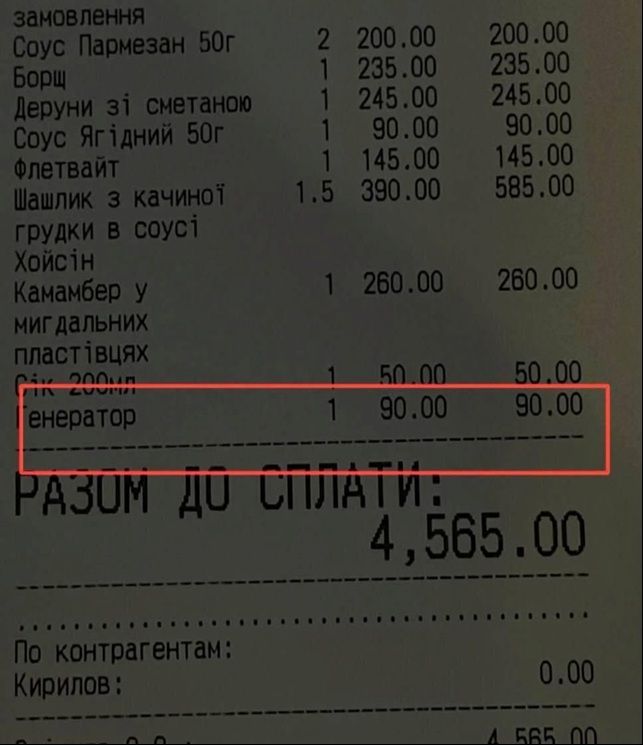 замовлення
Соус Пармезан 50г 2 200.00 200.00
Борщ 1 235.00 235.00
Деруни зі сметаною 1 245.00 245.00
Соус Ягідний 50г 1 90.00 90.00
Флетвайт 1 145.00 145.00
Шашлик з качиної 1.5 390.00 585.00
грудки в соусі
Хойсін
Камамбер у 1 260.00 260.00
мигдальних
пластівцях
Сік 200мл 1 50.00 50.00
Генератор 1 90.00 90.00
РАЗОМ ДО СПЛАТИ:
4,565.00
По контрагентам:
Кирилов: 0.00
4,565.00